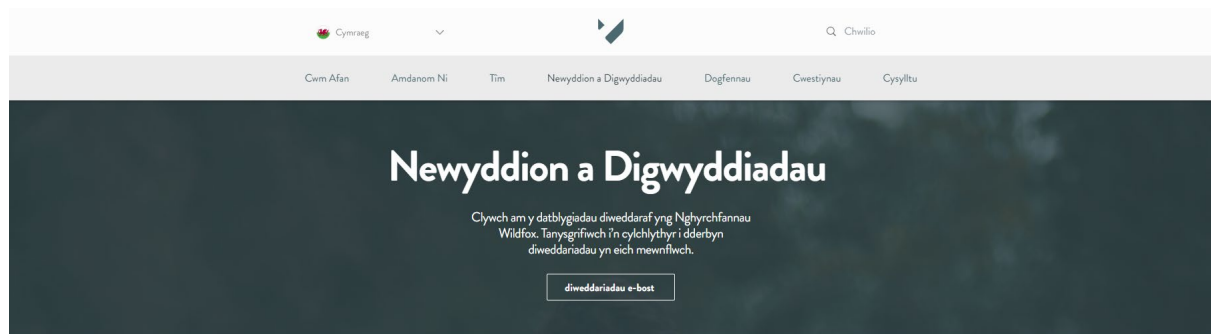 Cymraeg
Chwilio
Cwm Afan Amdanom Ni Tîm Newyddion a Digwyddiadau Dogfennau Cwestiynau Cysylltu
Newyddion a Digwyddiadau
Clywch am y datblygiadau diweddaraf yng Nghyrchfannau
Wildfox. Tanysgrifiwch i'n cylchlythyr i dderbyn
diweddariadau yn eich mewnflwch.
diweddariadau e-bost